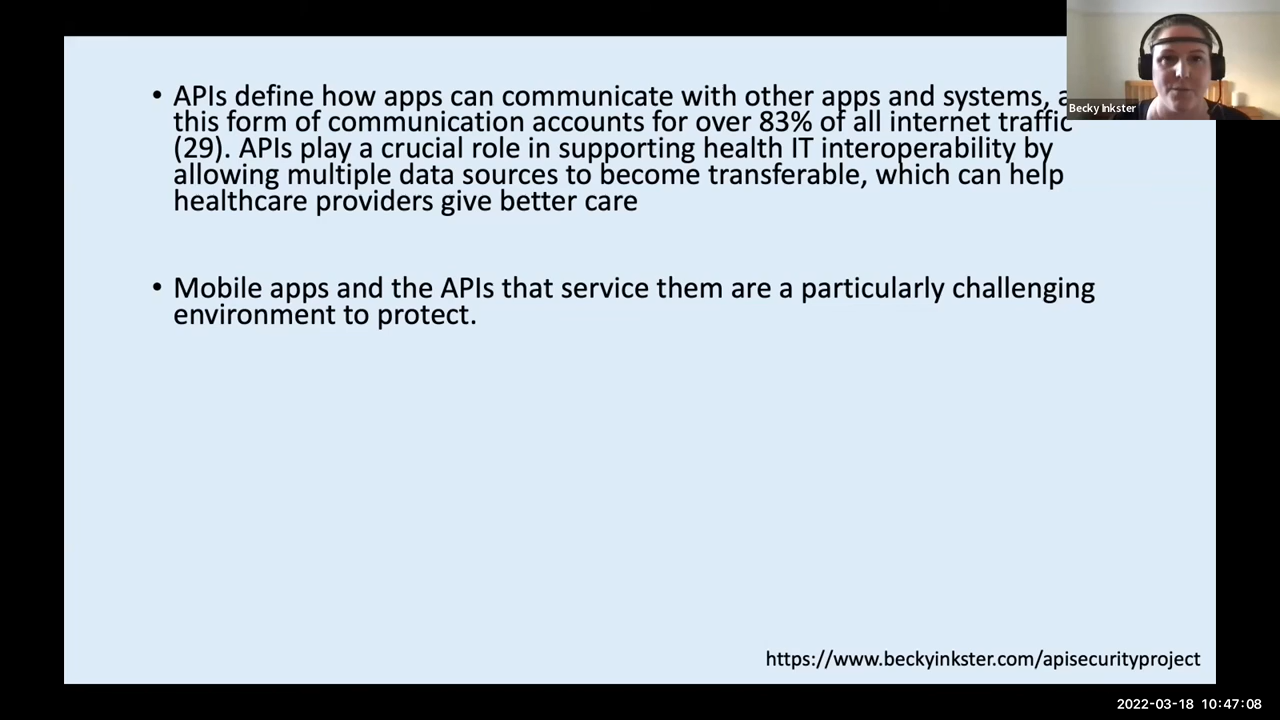 • APIs define how apps can communicate with other apps and systems,
this form of communication accounts for over 83% of all internet traffic
(29). APIs play a crucial role in supporting health IT interoperability by
allowing multiple data sources to become transferable, which can help
healthcare providers give better care
• Mobile apps and the APIs that service them are a particularly challenging
environment to protect.
https://www.beckyinkster.com/apisecurityproject
Becky Inkster
2022-03-18 10:47:08